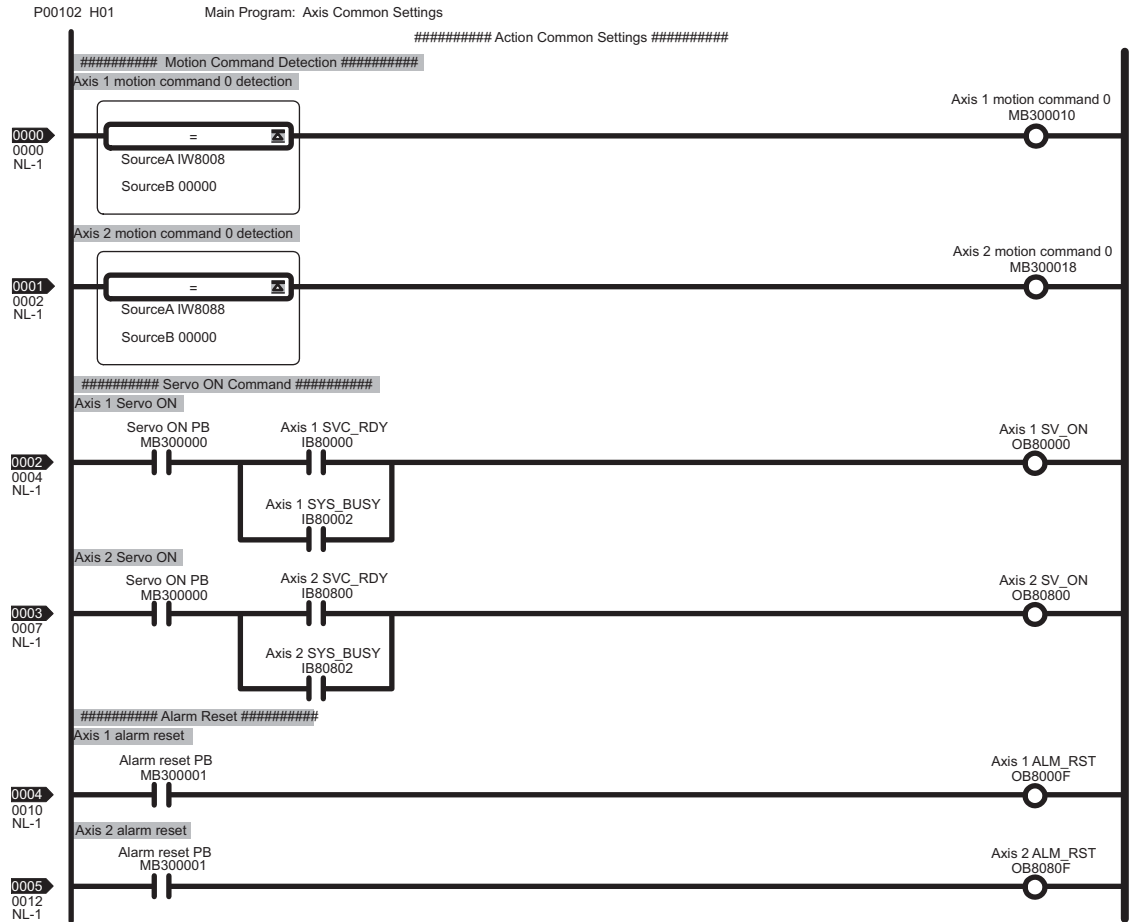 P00102 H01 Main Program: Axis Common Settings
########## Action Common Settings ##########
########## Motion Command Detection ##########
Axis 1 motion command 0 detection
Axis 1 motion command 0
MB300010
0000
0000
NL-1
=
SourceA IW8008
SourceB 00000
Axis 2 motion command 0 detection
Axis 2 motion command 0
MB300018
0001
0002
NL-1
=
SourceA IW8088
SourceB 00000
########## Servo ON Command ##########
Axis 1 Servo ON
Servo ON PB
MB300000
Axis 1 SVC_RDY
IB80000
Axis 1 SV_ON
OB80000
0002
0004
NL-1
Axis 1 SYS_BUSY
IB80002
Axis 2 Servo ON
Servo ON PB
MB300000
Axis 2 SVC_RDY
IB80800
Axis 2 SV_ON
OB80800
0003
0007
NL-1
Axis 2 SYS_BUSY
IB80802
########## Alarm Reset ##########
Axis 1 alarm reset
Alarm reset PB
MB300001
Axis 1 ALM_RST
OB8000F
0004
0010
NL-1
Axis 2 alarm reset
Alarm reset PB
MB300001
Axis 2 ALM_RST
OB8080F
0005
0012
NL-1